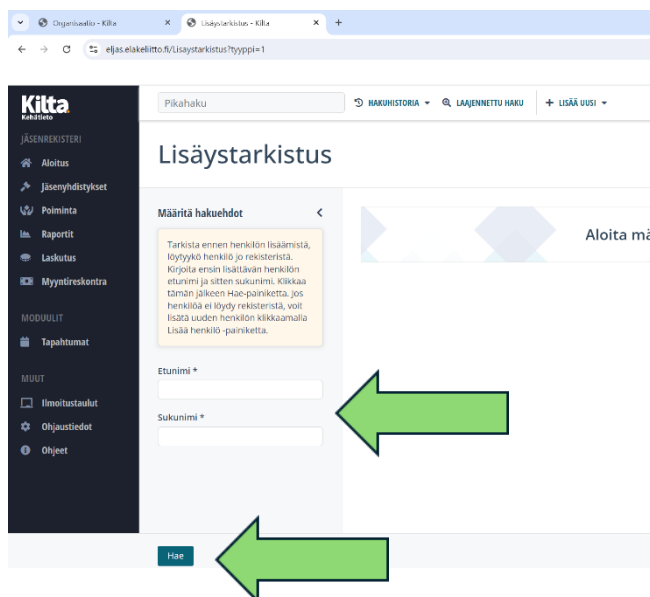 Organisaatio - Kilta
Lisäystarkistus - Kilta
eljas.elakeliitto.fi/Lisaystarkistus?tyyppi=1
Kilta
Kehätieto
Pikahaku
HAKUHISTORIA
LAAJENNETTU HAKU
+ LISÄÄ UUSI
JÄSENREKISTERI
Aloitus
Jäsenyhdistykset
Poiminta
Raportit
Laskutus
Myyntireskontra
MODUULIT
Tapahtumat
MUUT
Ilmoitustaulut
Ohjaustiedot
Ohjeet
Lisäystarkistus
Määritä hakuehdot
Tarkista ennen henkilön lisäämistä,
löytyykö henkilö jo rekisteristä.
Kirjoita ensin lisättävän henkilön
etunimi ja sitten sukunimi. Klikkaa
tämän jälkeen Hae-painiketta. Jos
henkilöä ei löydy rekisteristä, voit
lisätä uuden henkilön klikkaamalla
Lisää henkilö -painiketta.
Etunimi *
Sukunimi *
Hae
Aloita mä